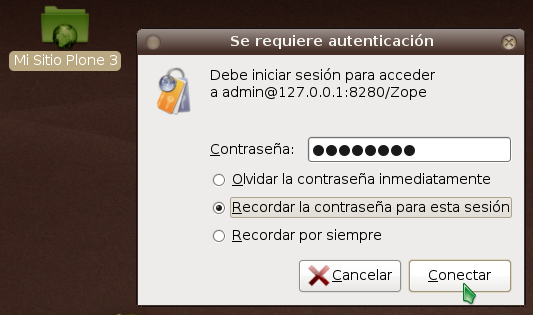 Mi Sitio Plone 3
Se requiere autenticación
Debe iniciar sesión para acceder
a admin@127.0.0.1:8280/Zope
Contraseña: ●●●●●●●●
Olvidar la contraseña inmediatamente
Recordar la contraseña para esta sesión
Recordar por siempre
Cancelar Conectar